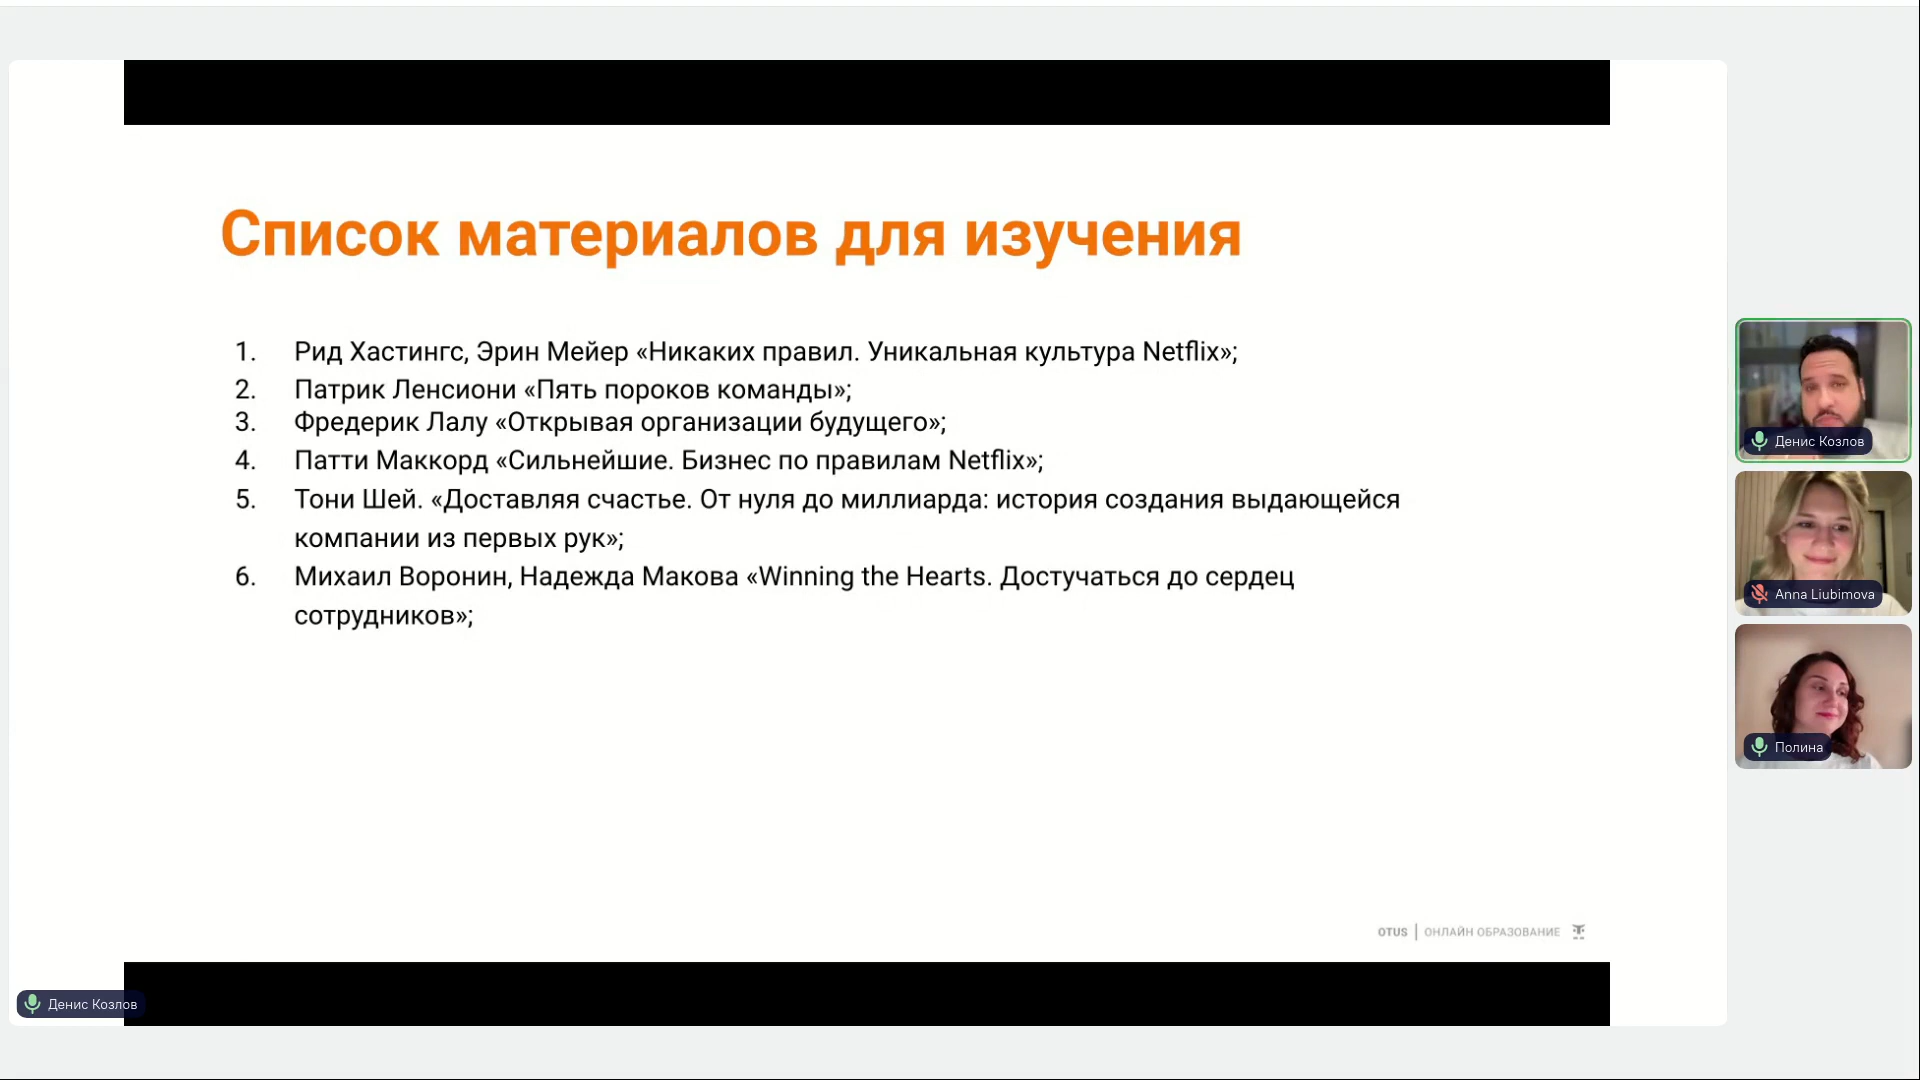 Список материалов для изучения
1. Рид Хастингс, Эрин Мейер «Никаких правил. Уникальная культура Netflix»;
2. Патрик Ленсиони «Пять пороков команды»;
3. Фредерик Лалу «Открывая организации будущего»;
4. Патти Маккорд «Сильнейшие. Бизнес по правилам Netflix»;
5. Тони Шей. «Доставляя счастье. От нуля до миллиарда: история создания выдающейся
компании из первых рук»;
6. Михаил Воронин, Надежда Макова «Winning the Hearts. Достучаться до сердец
сотрудников»;
OTUS | ОНЛАЙН ОБРАЗОВАНИЕ
Денис Козлов
Денис Козлов
Anna Liubimova
Полина